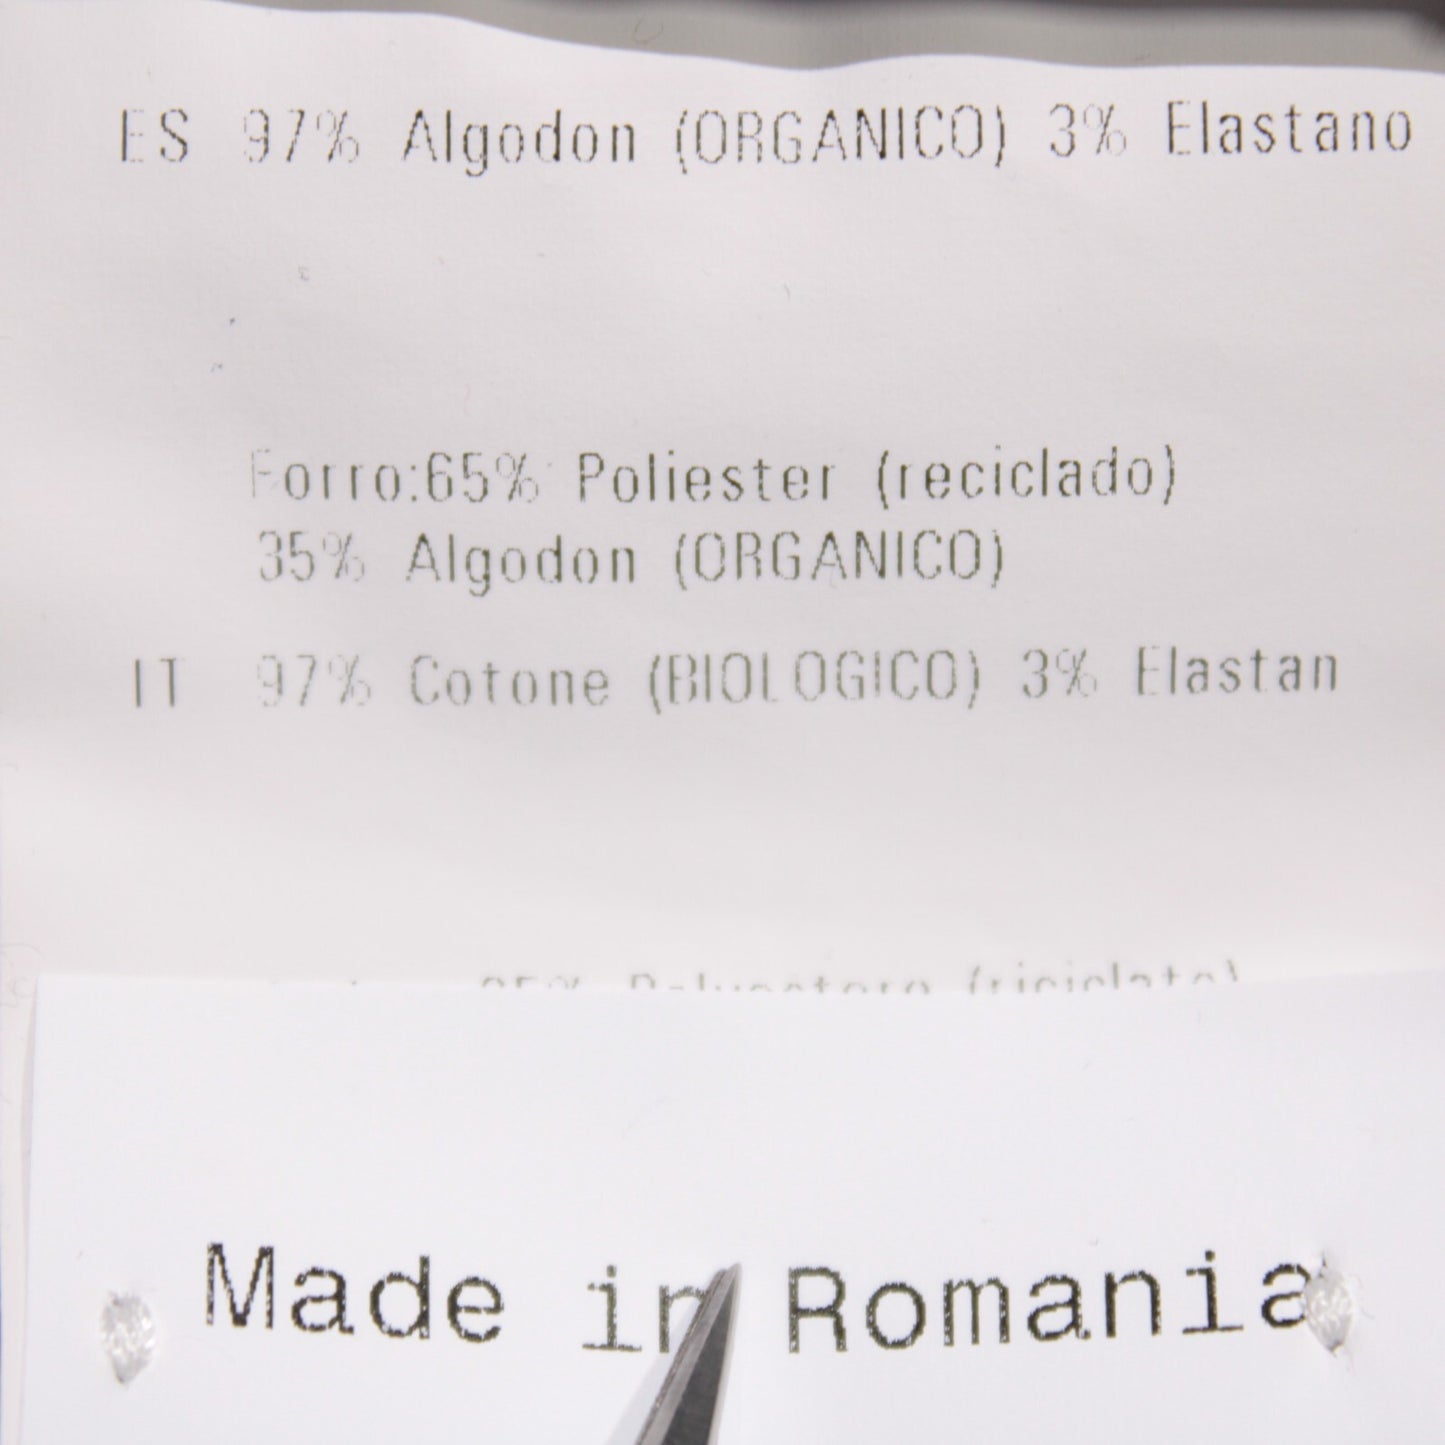 ES 97% Algodon (ORGANICO) 3% Elastano
Forro:65% Poliester (reciclado)
35% Algodon (ORGANICO)
IT 97% Cotone (BIOLOGICO) 3% Elastan
(riciclato)
Made in Romania